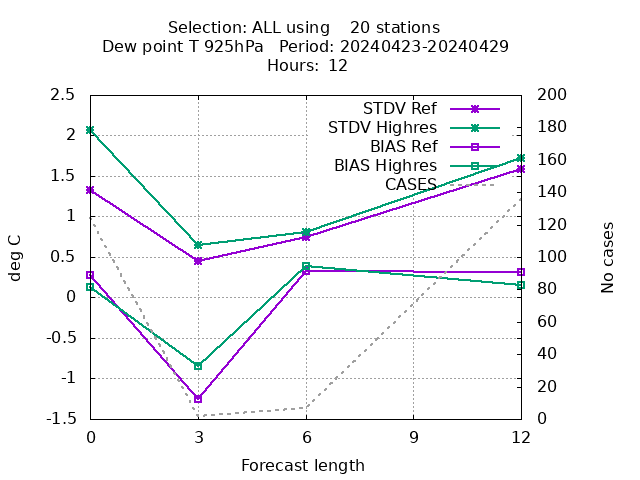 Selection: ALL using    20 stations
Dew point T 925hPa   Period: 20240423-20240429
Hours:  12
STDV Ref
STDV Highres
BIAS Ref
BIAS Highres
CASES
2.5
2
1.5
1
0.5
0
-0.5
-1
-1.5
deg C
200
180
160
140
120
100
80
60
40
20
0
No cases
0 3 6 9 12
Forecast length